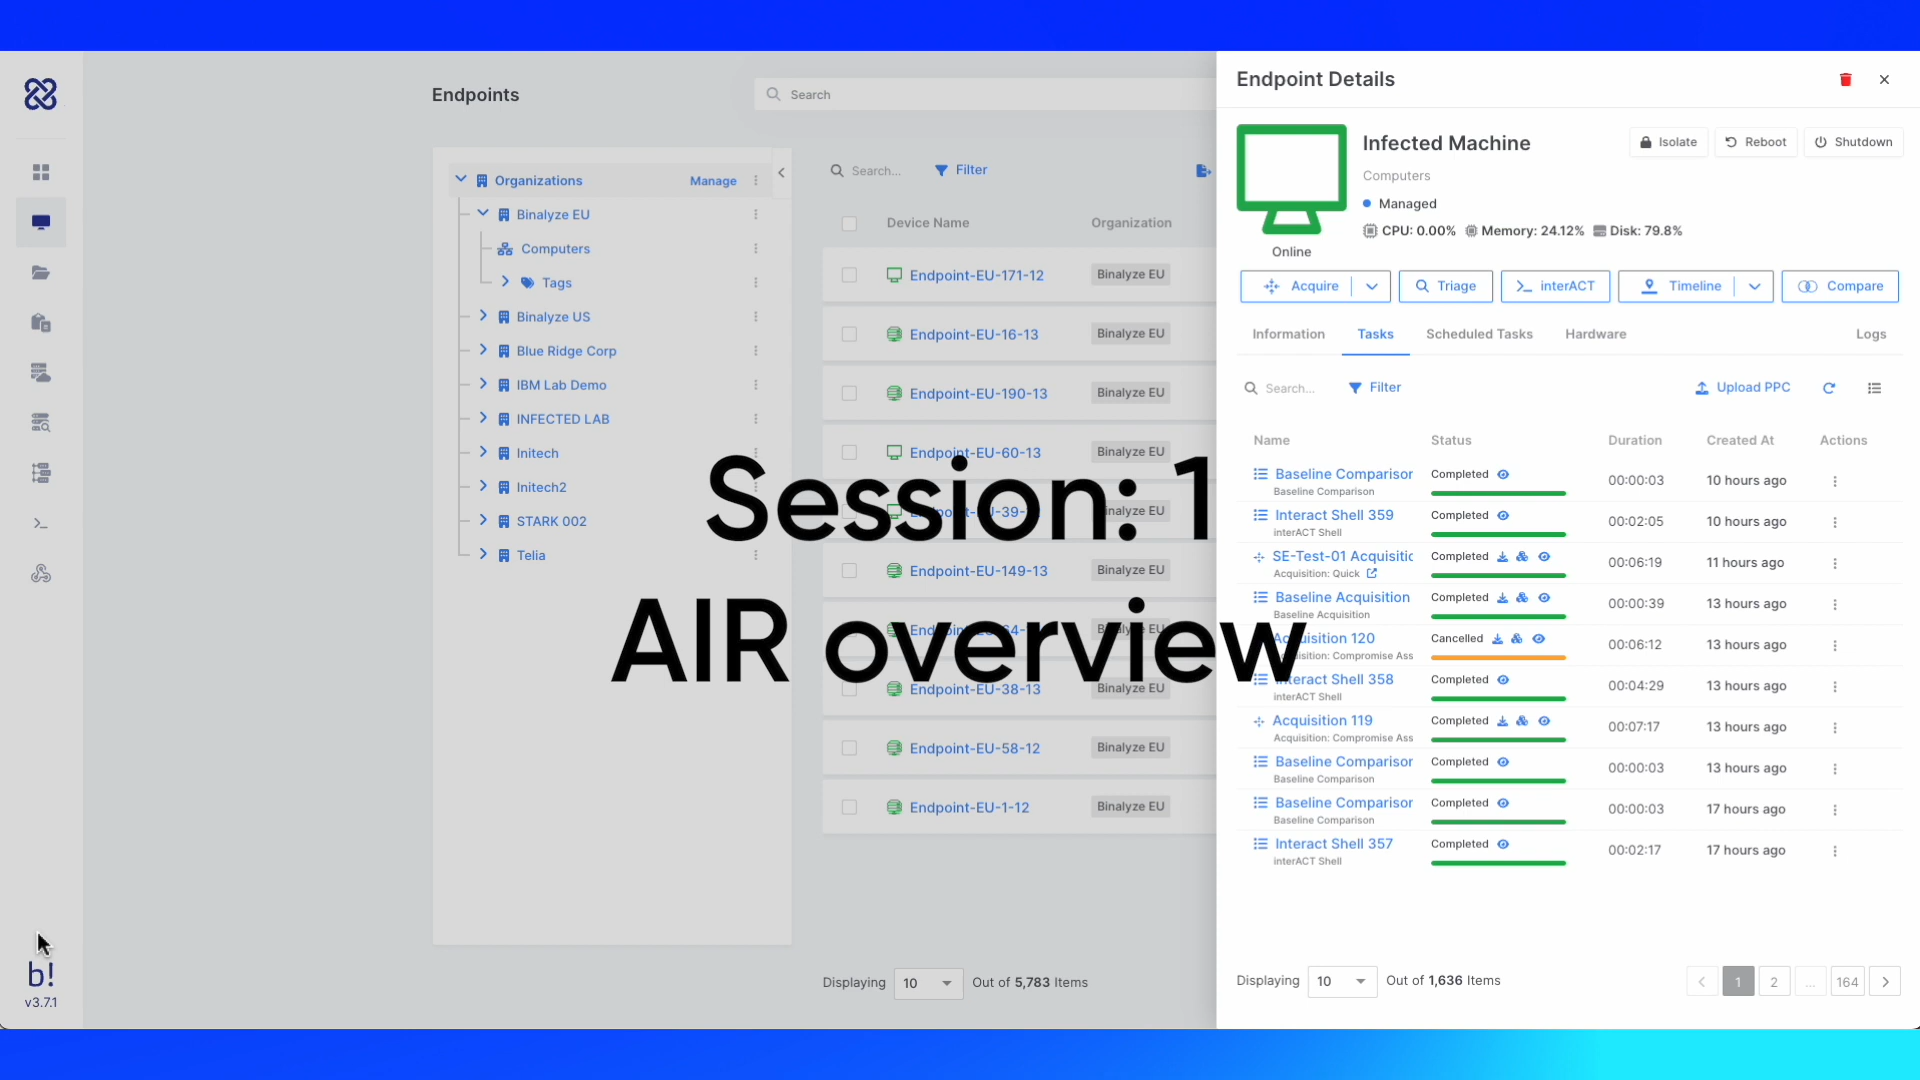 Endpoints
Search
Organizations
Manage
Binalyze EU
Computers
Tags
Binalyze US
Blue Ridge Corp
IBM Lab Demo
INFECTED LAB
Initech
Initech2
STARK 002
Telia
Search...
Filter
Device Name Organization
Endpoint-EU-171-12 Binalyze EU
Endpoint-EU-16-13 Binalyze EU
Endpoint-EU-190-13 Binalyze EU
Endpoint-EU-60-13 Binalyze EU
Endpoint-EU-149-13 Binalyze EU
Endpoint-EU-38-13 Binalyze EU
Endpoint-EU-58-12 Binalyze EU
Endpoint-EU-1-12 Binalyze EU
Displaying 10 Out of 5,783 Items
Session: 1
AIR overview
b!
v3.7.1
Endpoint Details
Infected Machine
Isolate Reboot Shutdown
Computers
Managed
CPU: 0.00% Memory: 24.12% Disk: 79.8%
Online
Acquire Triage interACT Timeline Compare
Information Tasks Scheduled Tasks Hardware Logs
Search... Filter Upload PPC
Name Status Duration Created At Actions
Baseline Comparisor Completed 00:00:03 10 hours ago
Baseline Comparison
Interact Shell 359 Completed 00:02:05 10 hours ago
interACT Shell
SE-Test-01 Acquisitic Completed 00:06:19 11 hours ago
Acquisition: Quick
Baseline Acquisition Completed 00:00:39 13 hours ago
Baseline Acquisition
Acquisition 120 Cancelled 00:06:12 13 hours ago
Acquisition: Compromise Ass
Interact Shell 358 Completed 00:04:29 13 hours ago
interACT Shell
Acquisition 119 Completed 00:07:17 13 hours ago
Acquisition: Compromise Ass
Baseline Comparisor Completed 00:00:03 13 hours ago
Baseline Comparison
Baseline Comparisor Completed 00:00:03 17 hours ago
Baseline Comparison
Interact Shell 357 Completed 00:02:17 17 hours ago
interACT Shell
Displaying 10 Out of 1,636 Items
1 2 ... 164